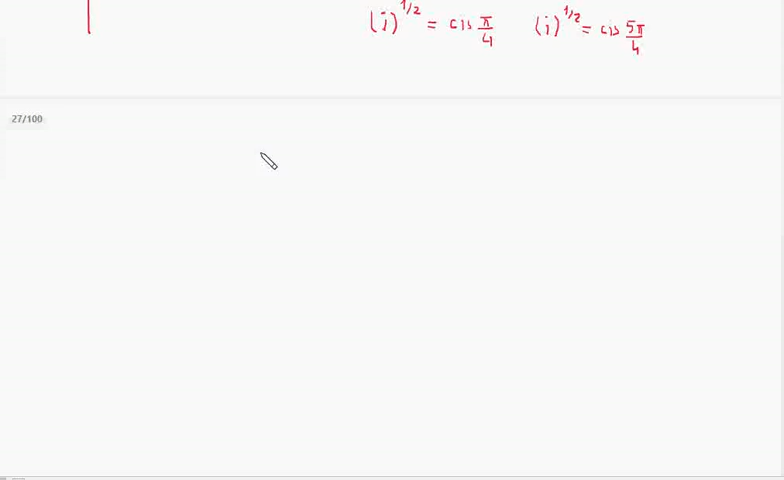 (i)^1/2 = cis π/4 (i)^1/2 = cis 5π/4
27/100